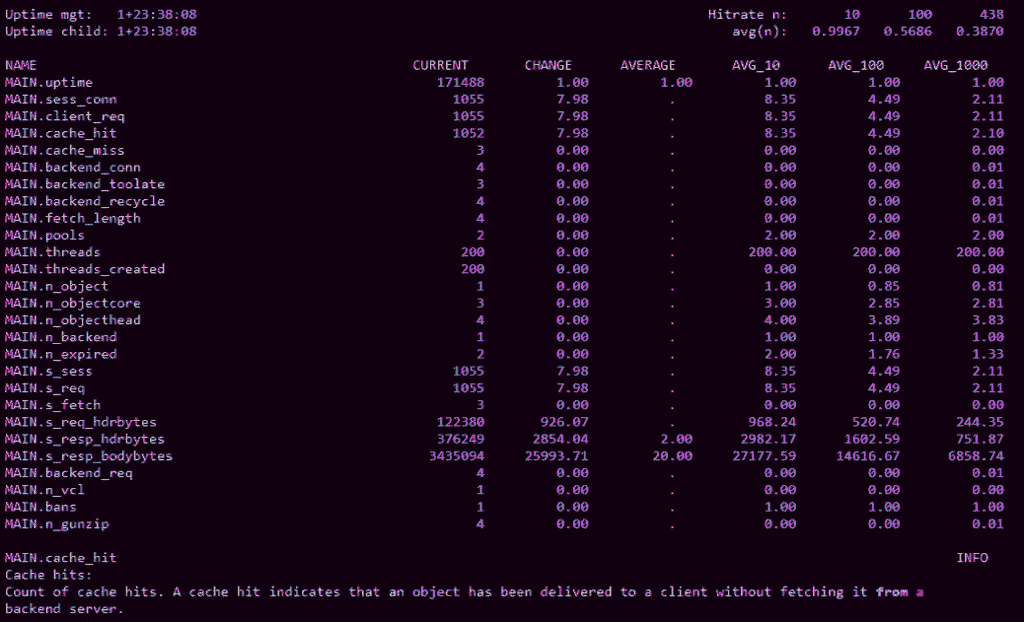 Uptime mgt: 1+23:38:08 Hitrate n: 10 100 438
Uptime child: 1+23:38:08 avg(n): 0.9967 0.5686 0.3870
NAME CURRENT CHANGE AVERAGE AVG_10 AVG_100 AVG_1000
MAIN.uptime 171488 1.00 1.00 1.00 1.00 1.00
MAIN.sess_conn 1055 7.98 . 8.35 4.49 2.11
MAIN.client_req 1055 7.98 . 8.35 4.49 2.11
MAIN.cache_hit 1052 7.98 . 8.35 4.49 2.10
MAIN.cache_miss 3 0.00 . 0.00 0.00 0.00
MAIN.backend_conn 4 0.00 . 0.00 0.00 0.01
MAIN.backend_toolate 3 0.00 . 0.00 0.00 0.01
MAIN.backend_recycle 4 0.00 . 0.00 0.00 0.01
MAIN.fetch_length 4 0.00 . 0.00 0.00 0.01
MAIN.pools 2 0.00 . 2.00 2.00 2.00
MAIN.threads 200 0.00 . 200.00 200.00 200.00
MAIN.threads_created 200 0.00 . 0.00 0.00 0.00
MAIN.n_object 1 0.00 . 1.00 0.85 0.81
MAIN.n_objectcore 3 0.00 . 3.00 2.85 2.81
MAIN.n_objecthead 4 0.00 . 4.00 3.89 3.83
MAIN.n_backend 1 0.00 . 1.00 1.00 1.00
MAIN.n_expired 2 0.00 . 2.00 1.76 1.33
MAIN.s_sess 1055 7.98 . 8.35 4.49 2.11
MAIN.s_req 1055 7.98 . 8.35 4.49 2.11
MAIN.s_fetch 3 0.00 . 0.00 0.00 0.00
MAIN.s_req_hdrbytes 122380 926.07 . 968.24 520.74 244.35
MAIN.s_resp_hdrbytes 376249 2854.04 2.00 2982.17 1602.59 751.87
MAIN.s_resp_bodybytes 3435094 25993.71 20.00 27177.59 14616.67 6858.74
MAIN.backend_req 4 0.00 . 0.00 0.00 0.01
MAIN.n_vcl 1 0.00 . 0.00 0.00 0.00
MAIN.bans 1 0.00 . 1.00 1.00 1.00
MAIN.n_gunzip 4 0.00 . 0.00 0.00 0.01
MAIN.cache_hit INFO
Cache hits:
Count of cache hits. A cache hit indicates that an object has been delivered to a client without fetching it from a
backend server.